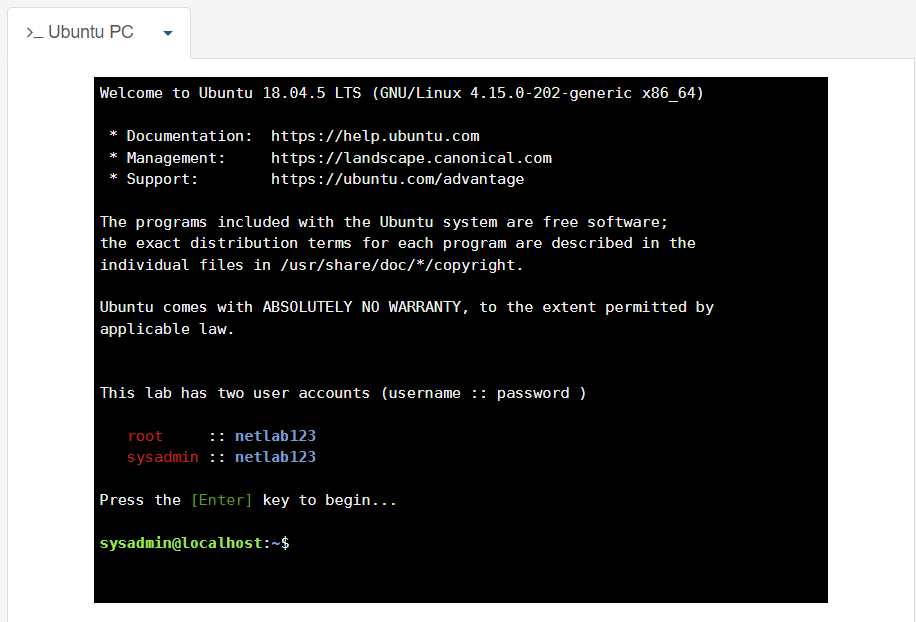 >_ Ubuntu PC
Welcome to Ubuntu 18.04.5 LTS (GNU/Linux 4.15.0-202-generic x86_64)
* Documentation:  https://help.ubuntu.com
* Management:     https://landscape.canonical.com
* Support:        https://ubuntu.com/advantage
The programs included with the Ubuntu system are free software;
the exact distribution terms for each program are described in the
individual files in /usr/share/doc/*/copyright.
Ubuntu comes with ABSOLUTELY NO WARRANTY, to the extent permitted by
applicable law.
This lab has two user accounts (username :: password )
root     :: netlab123
sysadmin :: netlab123
Press the [Enter] key to begin...
sysadmin@localhost:~$